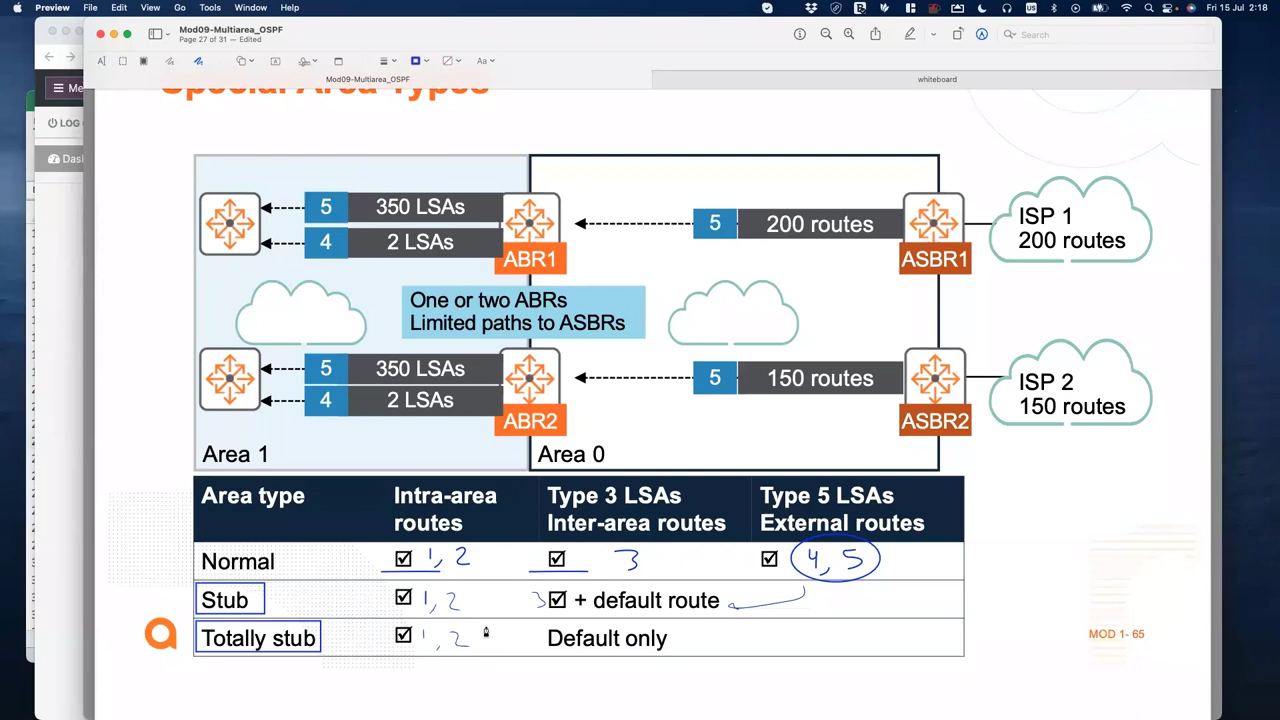 Preview File Edit View Go Tools Window Help
Fri 15 Jul 2:18
Mod09-Multiarea_OSPF
Page 27 of 31 — Edited
Search
Aa
Mod09-Multiarea_OSPF
whiteboard
Me
LOG
Dash
Special Area Types
5 350 LSAs
4 2 LSAs
ABR1
5 200 routes
ASBR1
ISP 1
200 routes
One or two ABRs
Limited paths to ASBRs
5 350 LSAs
4 2 LSAs
ABR2
5 150 routes
ASBR2
ISP 2
150 routes
Area 1
Area 0
Area type
Intra-area
routes
Type 3 LSAs
Inter-area routes
Type 5 LSAs
External routes
Normal ☑ 1, 2 ☑ 3 ☑ 4, 5
Stub ☑ 1, 2 3 ☑ + default route
Totally stub ☑ 1, 2 Default only
MOD 1- 65